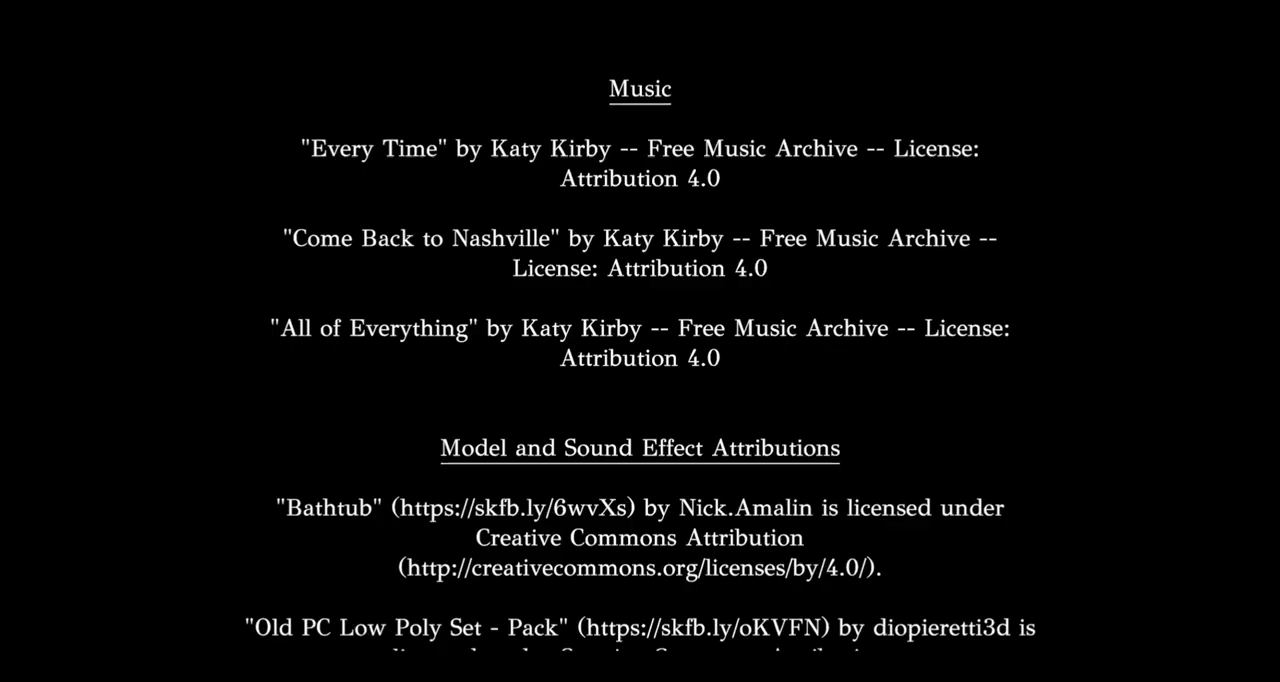 Music
"Every Time" by Katy Kirby -- Free Music Archive -- License:
Attribution 4.0
"Come Back to Nashville" by Katy Kirby -- Free Music Archive --
License: Attribution 4.0
"All of Everything" by Katy Kirby -- Free Music Archive -- License:
Attribution 4.0
Model and Sound Effect Attributions
"Bathtub" (https://skfb.ly/6wvXs) by Nick.Amalin is licensed under
Creative Commons Attribution
(http://creativecommons.org/licenses/by/4.0/).
"Old PC Low Poly Set - Pack" (https://skfb.ly/oKVFN) by diopieretti3d is